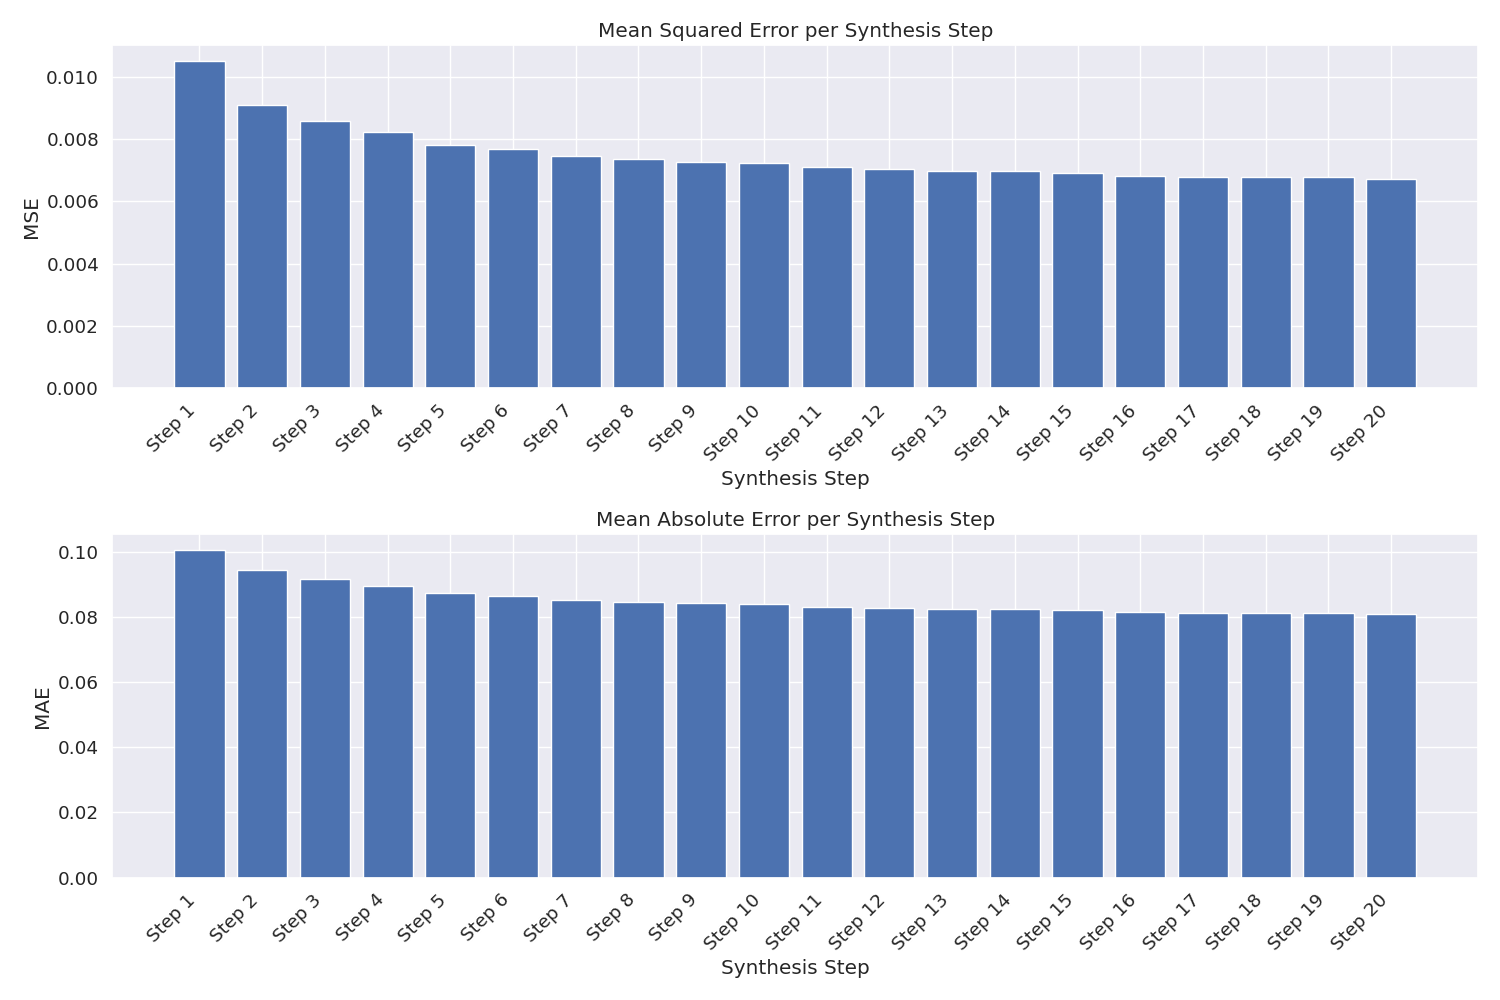 Mean Squared Error per Synthesis Step
0.010
0.008
0.006
0.004
0.002
0.000
MSE
Step 1
Step 2
Step 3
Step 4
Step 5
Step 6
Step 7
Step 8
Step 9
Step 10
Step 11
Step 12
Step 13
Step 14
Step 15
Step 16
Step 17
Step 18
Step 19
Step 20
Synthesis Step
Mean Absolute Error per Synthesis Step
0.10
0.08
0.06
0.04
0.02
0.00
MAE
Step 1
Step 2
Step 3
Step 4
Step 5
Step 6
Step 7
Step 8
Step 9
Step 10
Step 11
Step 12
Step 13
Step 14
Step 15
Step 16
Step 17
Step 18
Step 19
Step 20
Synthesis Step